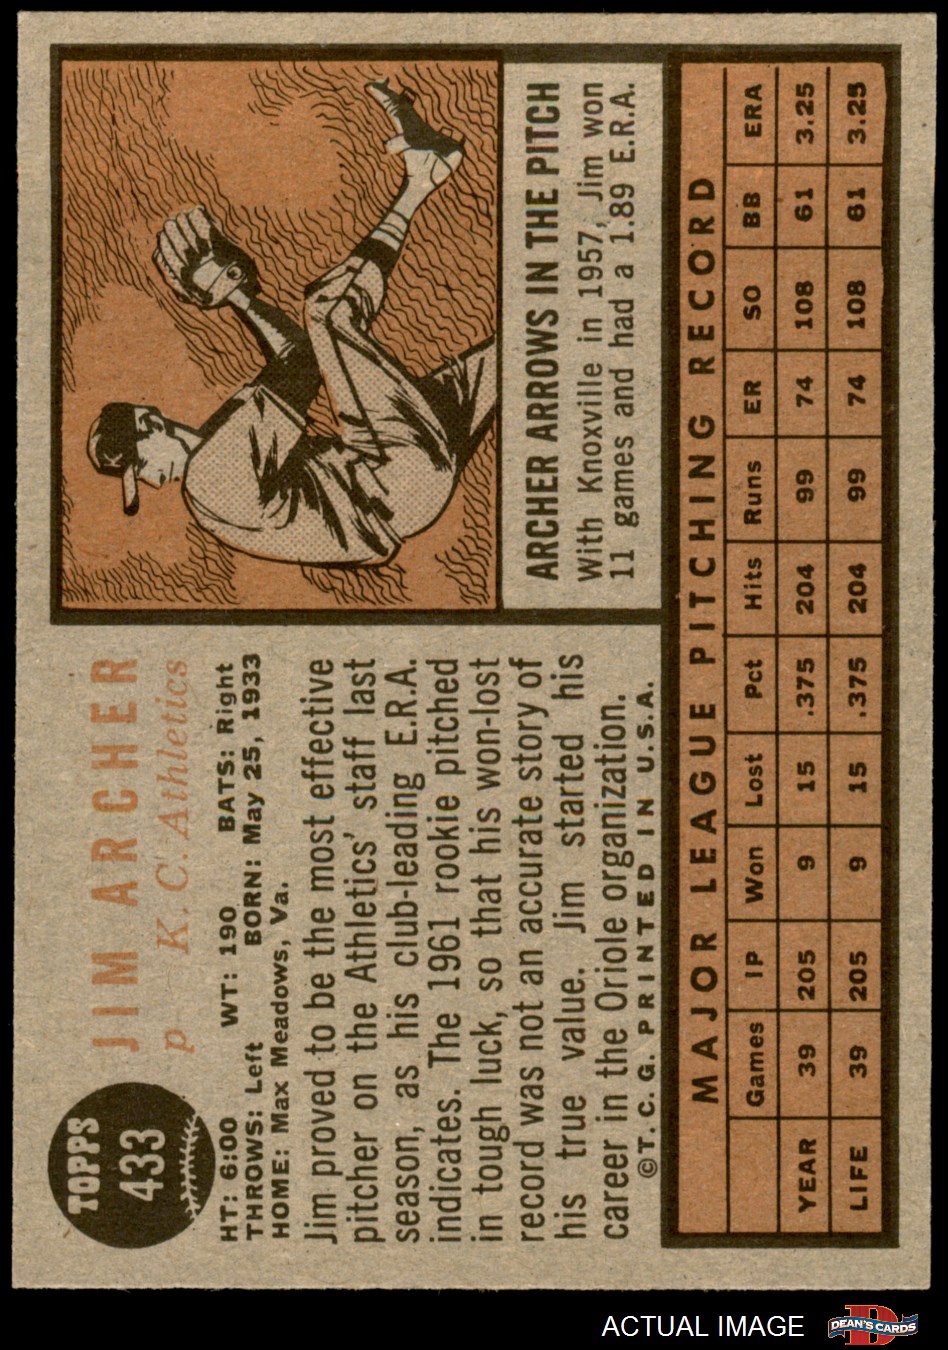 TOPPS
433
JIM ARCHER
p K. C. Athletics
HT: 6:00 WT: 190 BATS: Right
THROWS: Left BORN: May 25, 1933
HOME: Max Meadows, Va.
Jim proved to be the most effective
pitcher on the Athletics' staff last
season, as his club-leading E.R.A.
indicates. The 1961 rookie pitched
in tough luck, so that his won-lost
record was not an accurate story of
his true value. Jim started his
career in the Oriole organization.
©T. C. G. PRINTED IN U.S.A.
K
ARCHER ARROWS IN THE PITCH
With Knoxville in 1957, Jim won
11 games and had a 1.89 E.R.A.
MAJOR LEAGUE PITCHING RECORD
Games IP Won Lost Pct Hits Runs ER SO BB ERA
YEAR 39 205 9 15 .375 204 99 74 108 61 3.25
LIFE 39 205 9 15 .375 204 99 74 108 61 3.25
ACTUAL IMAGE
D
DEAN'S CARDS